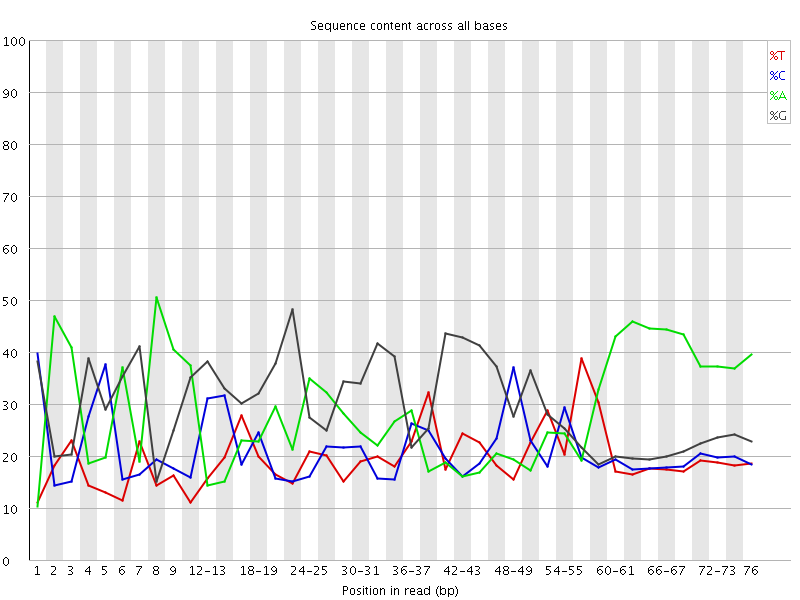 Sequence content across all bases
100
90
80
70
60
50
40
30
20
10
0
%T
%C
%A
%G
1 2 3 4 5 6 7 8 9 12-13 18-19 24-25 30-31 36-37 42-43 48-49 54-55 60-61 66-67 72-73 76
Position in read (bp)